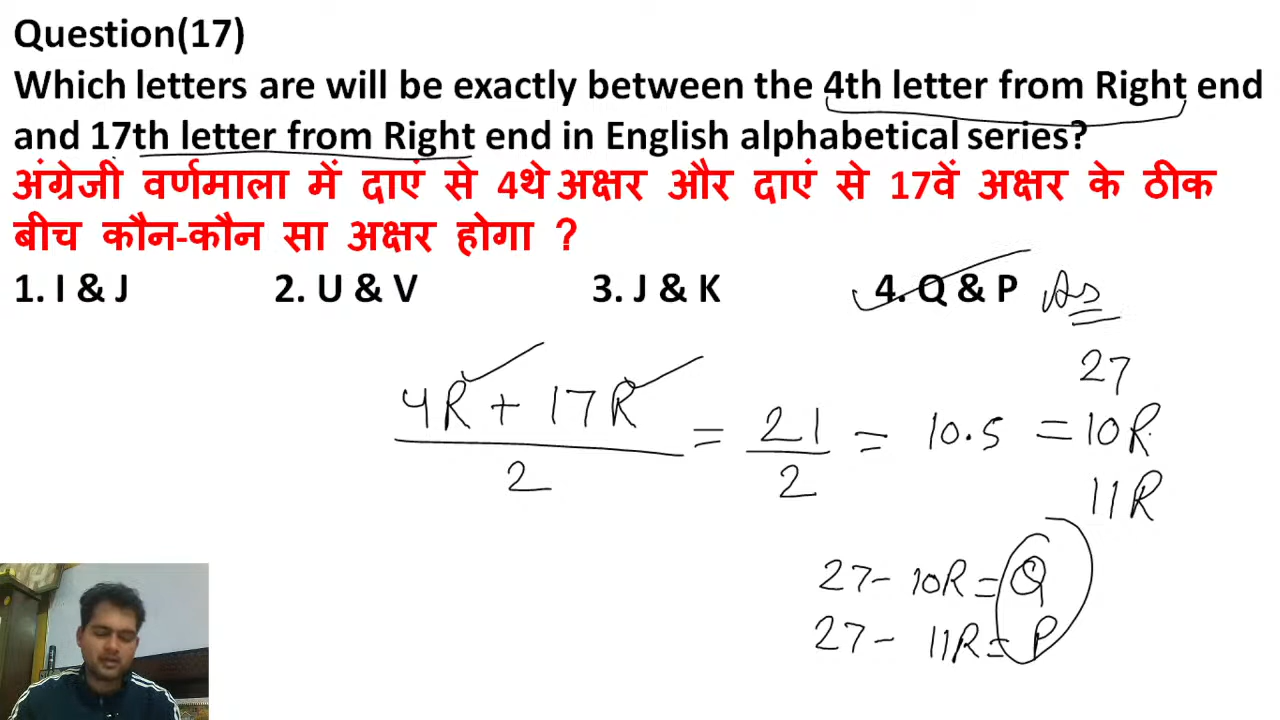 Question(17)
Which letters are will be exactly between the 4th letter from Right end
and 17th letter from Right end in English alphabetical series?
अंग्रेजी वर्णमाला में दाएं से 4थे अक्षर और दाएं से 17वें अक्षर के ठीक
बीच कौन-कौन सा अक्षर होगा ?
1. I & J 2. U & V 3. J & K 4. Q & P As
27
4R + 17R / 2 = 21 / 2 = 10.5 = 10R
11R
27- 10R = Q
27- 11R = P